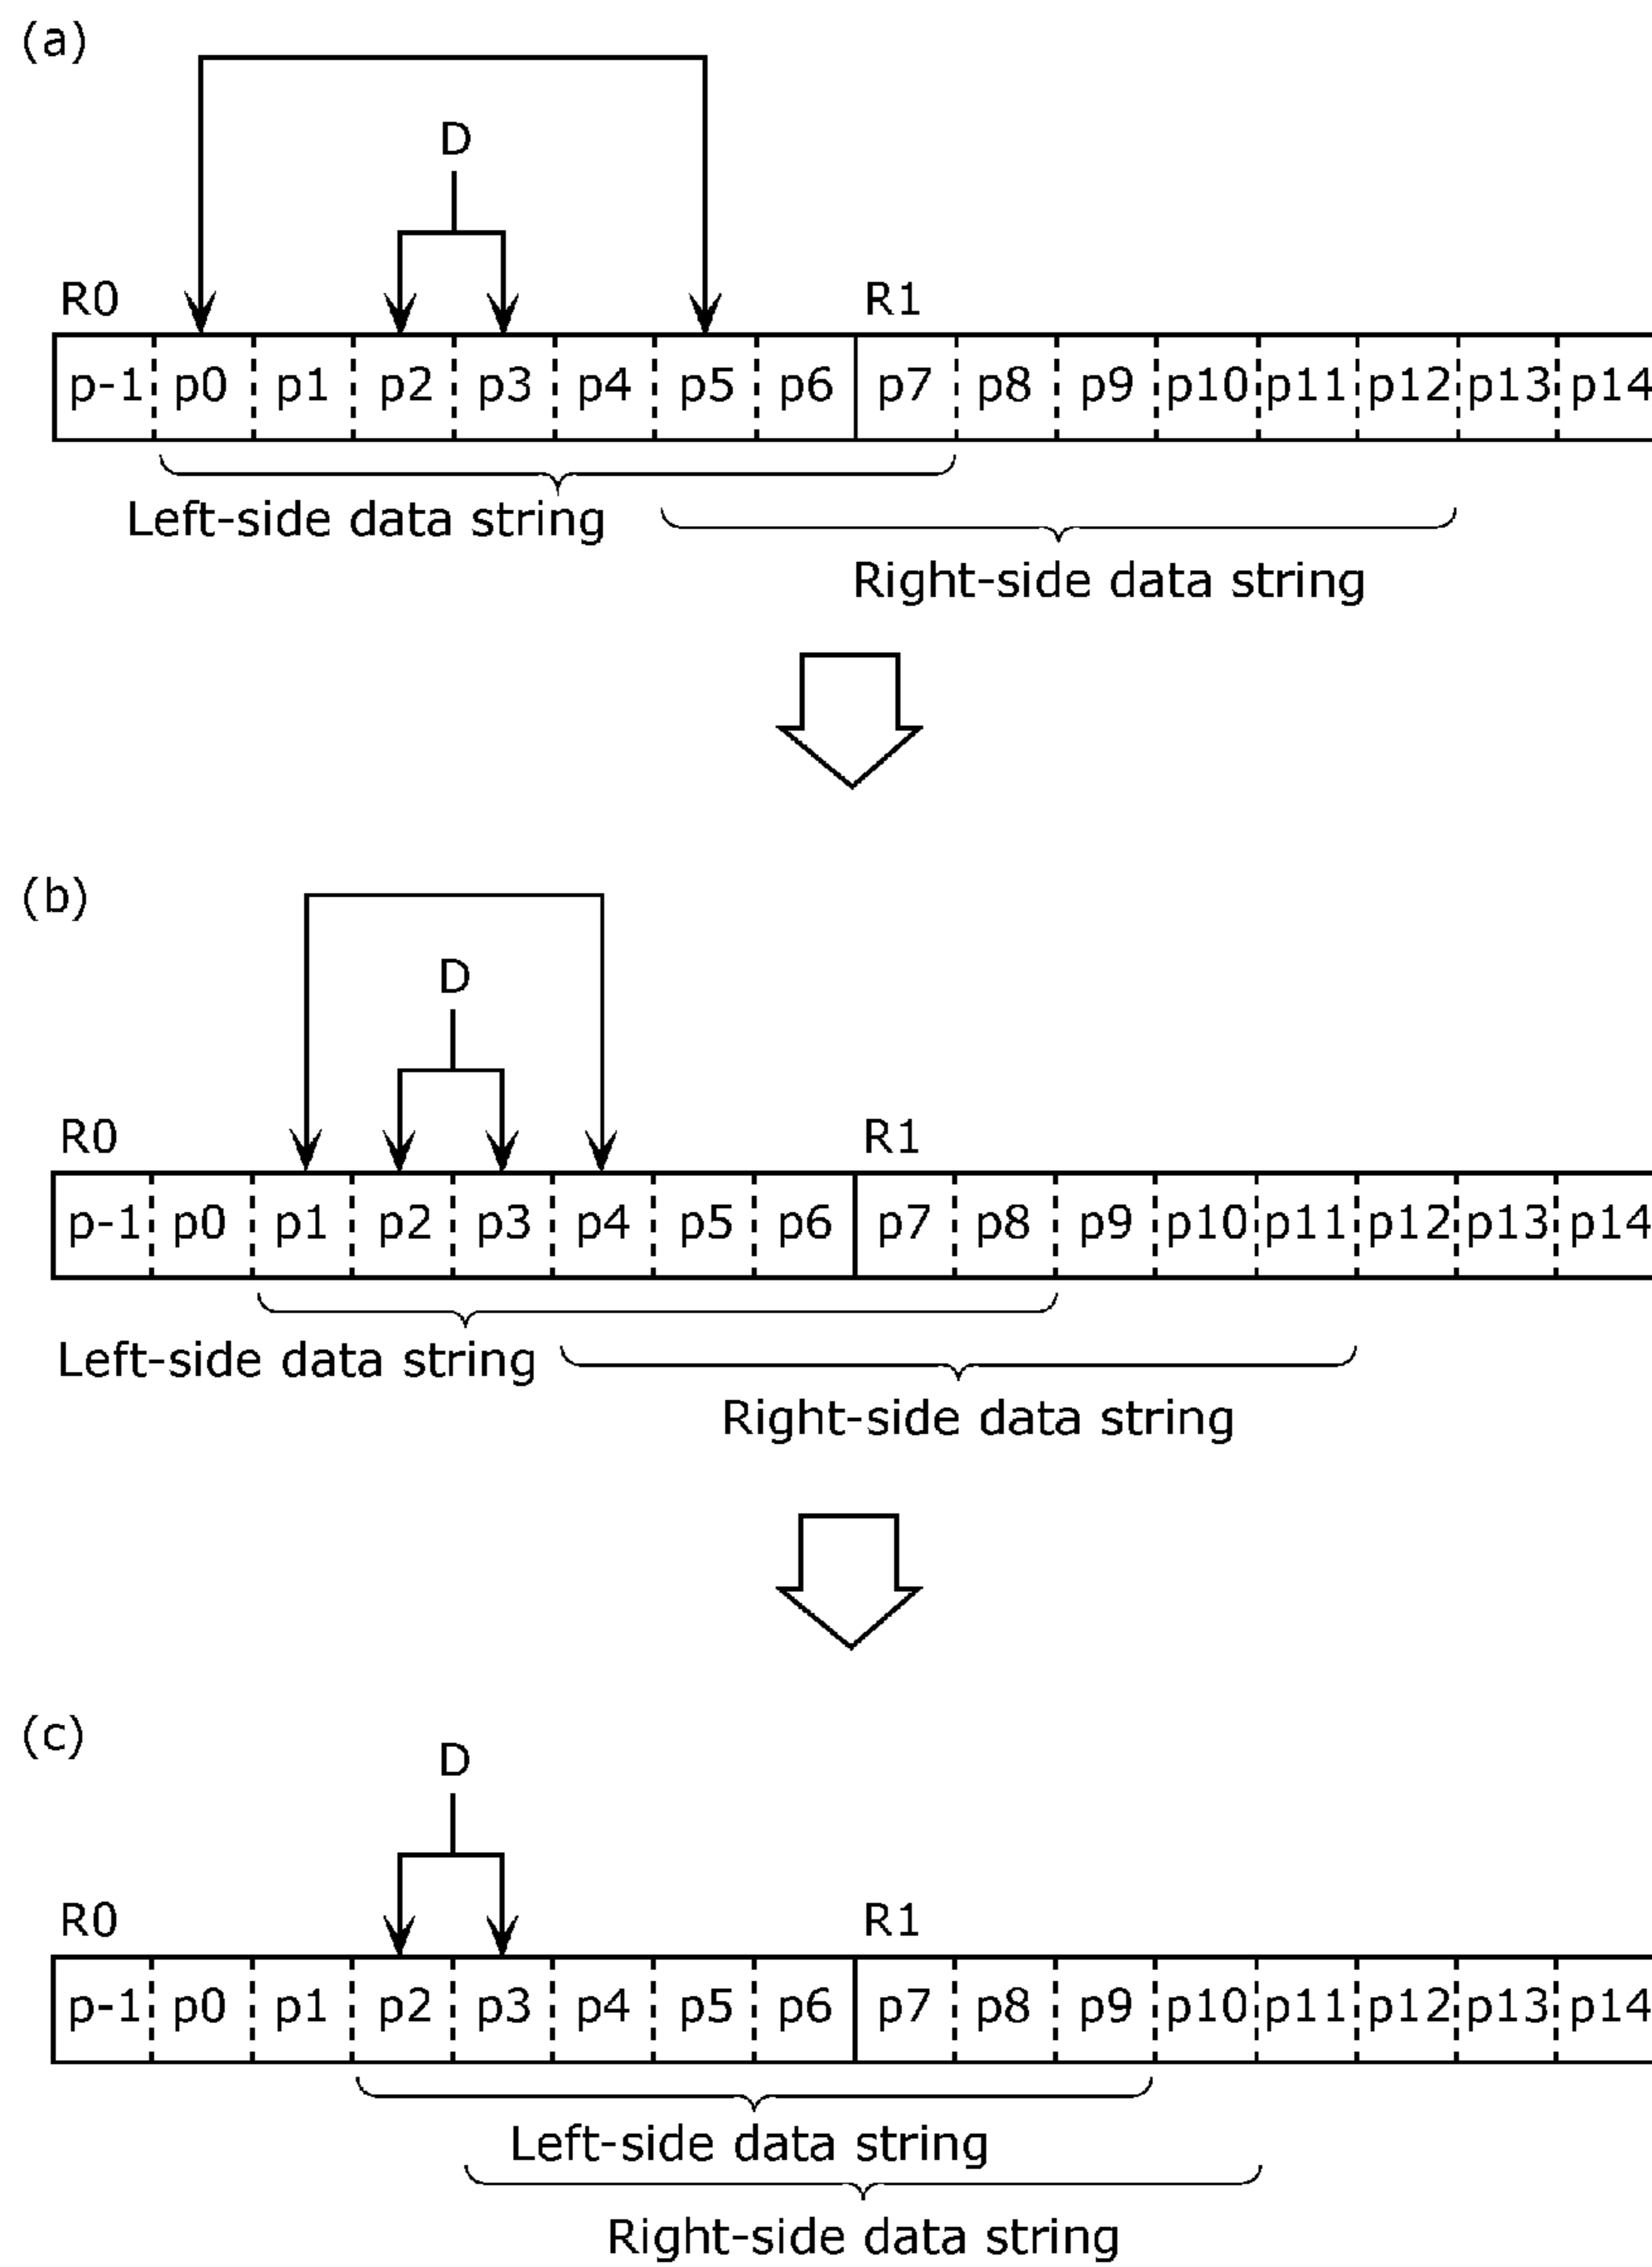 (a)
D
R0 R1
p-1 p0 p1 p2 p3 p4 p5 p6 p7 p8 p9 p10 p11 p12 p13 p14
Left-side data string
Right-side data string
(b)
D
R0 R1
p-1 p0 p1 p2 p3 p4 p5 p6 p7 p8 p9 p10 p11 p12 p13 p14
Left-side data string
Right-side data string
(c)
D
R0 R1
p-1 p0 p1 p2 p3 p4 p5 p6 p7 p8 p9 p10 p11 p12 p13 p14
Left-side data string
Right-side data string